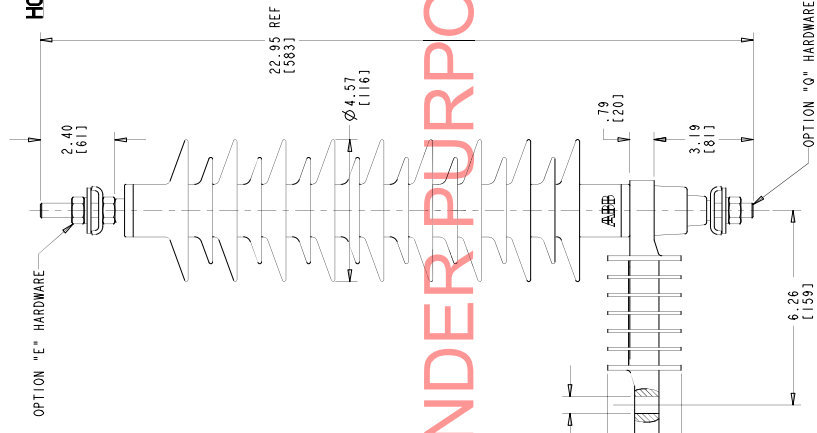 HO
22.95 REF
[583]
OPTION "Q" HARDWARE
2.40
[61]
Ø4.57
[116]
.79
[20]
3.19
[81]
ABB
OPTION "E" HARDWARE
6.26
[159]
NDER PURPO